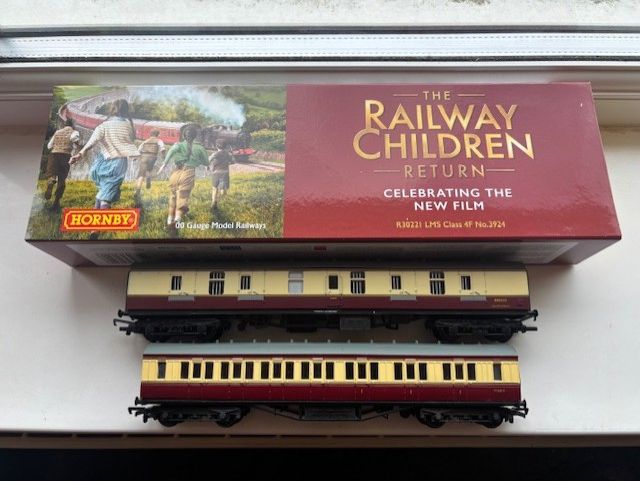 THE
RAILWAY
CHILDREN
RETURN
CELEBRATING THE
NEW FILM
R30221 LMS Class 4F No.3924
HORNBY
00 Gauge Model Railways